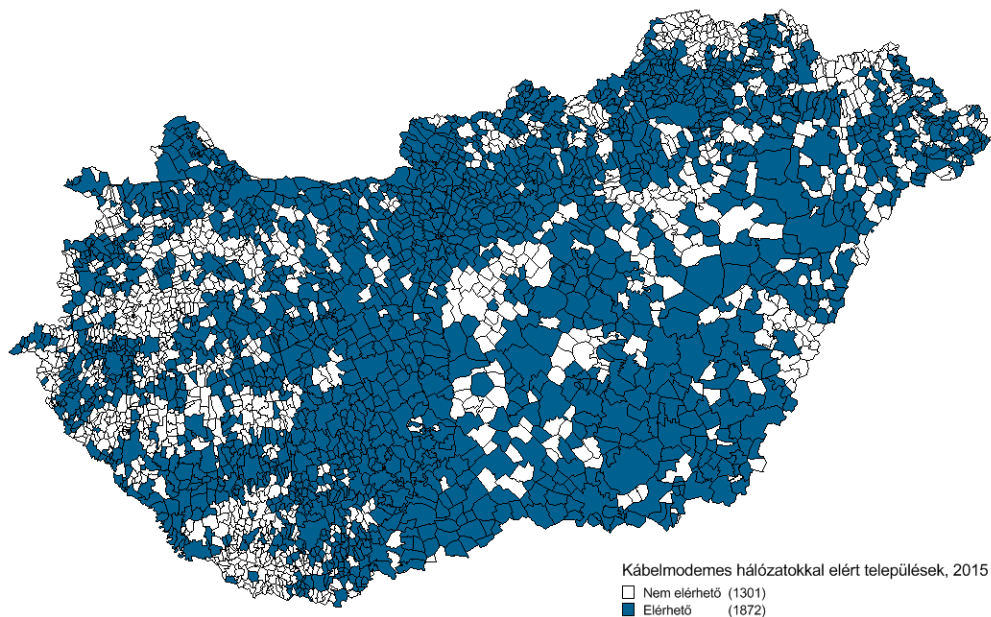 Kábelmodemes hálózatokkal elért települések, 2015
Nem elérhető (1301)
Elérhető (1872)